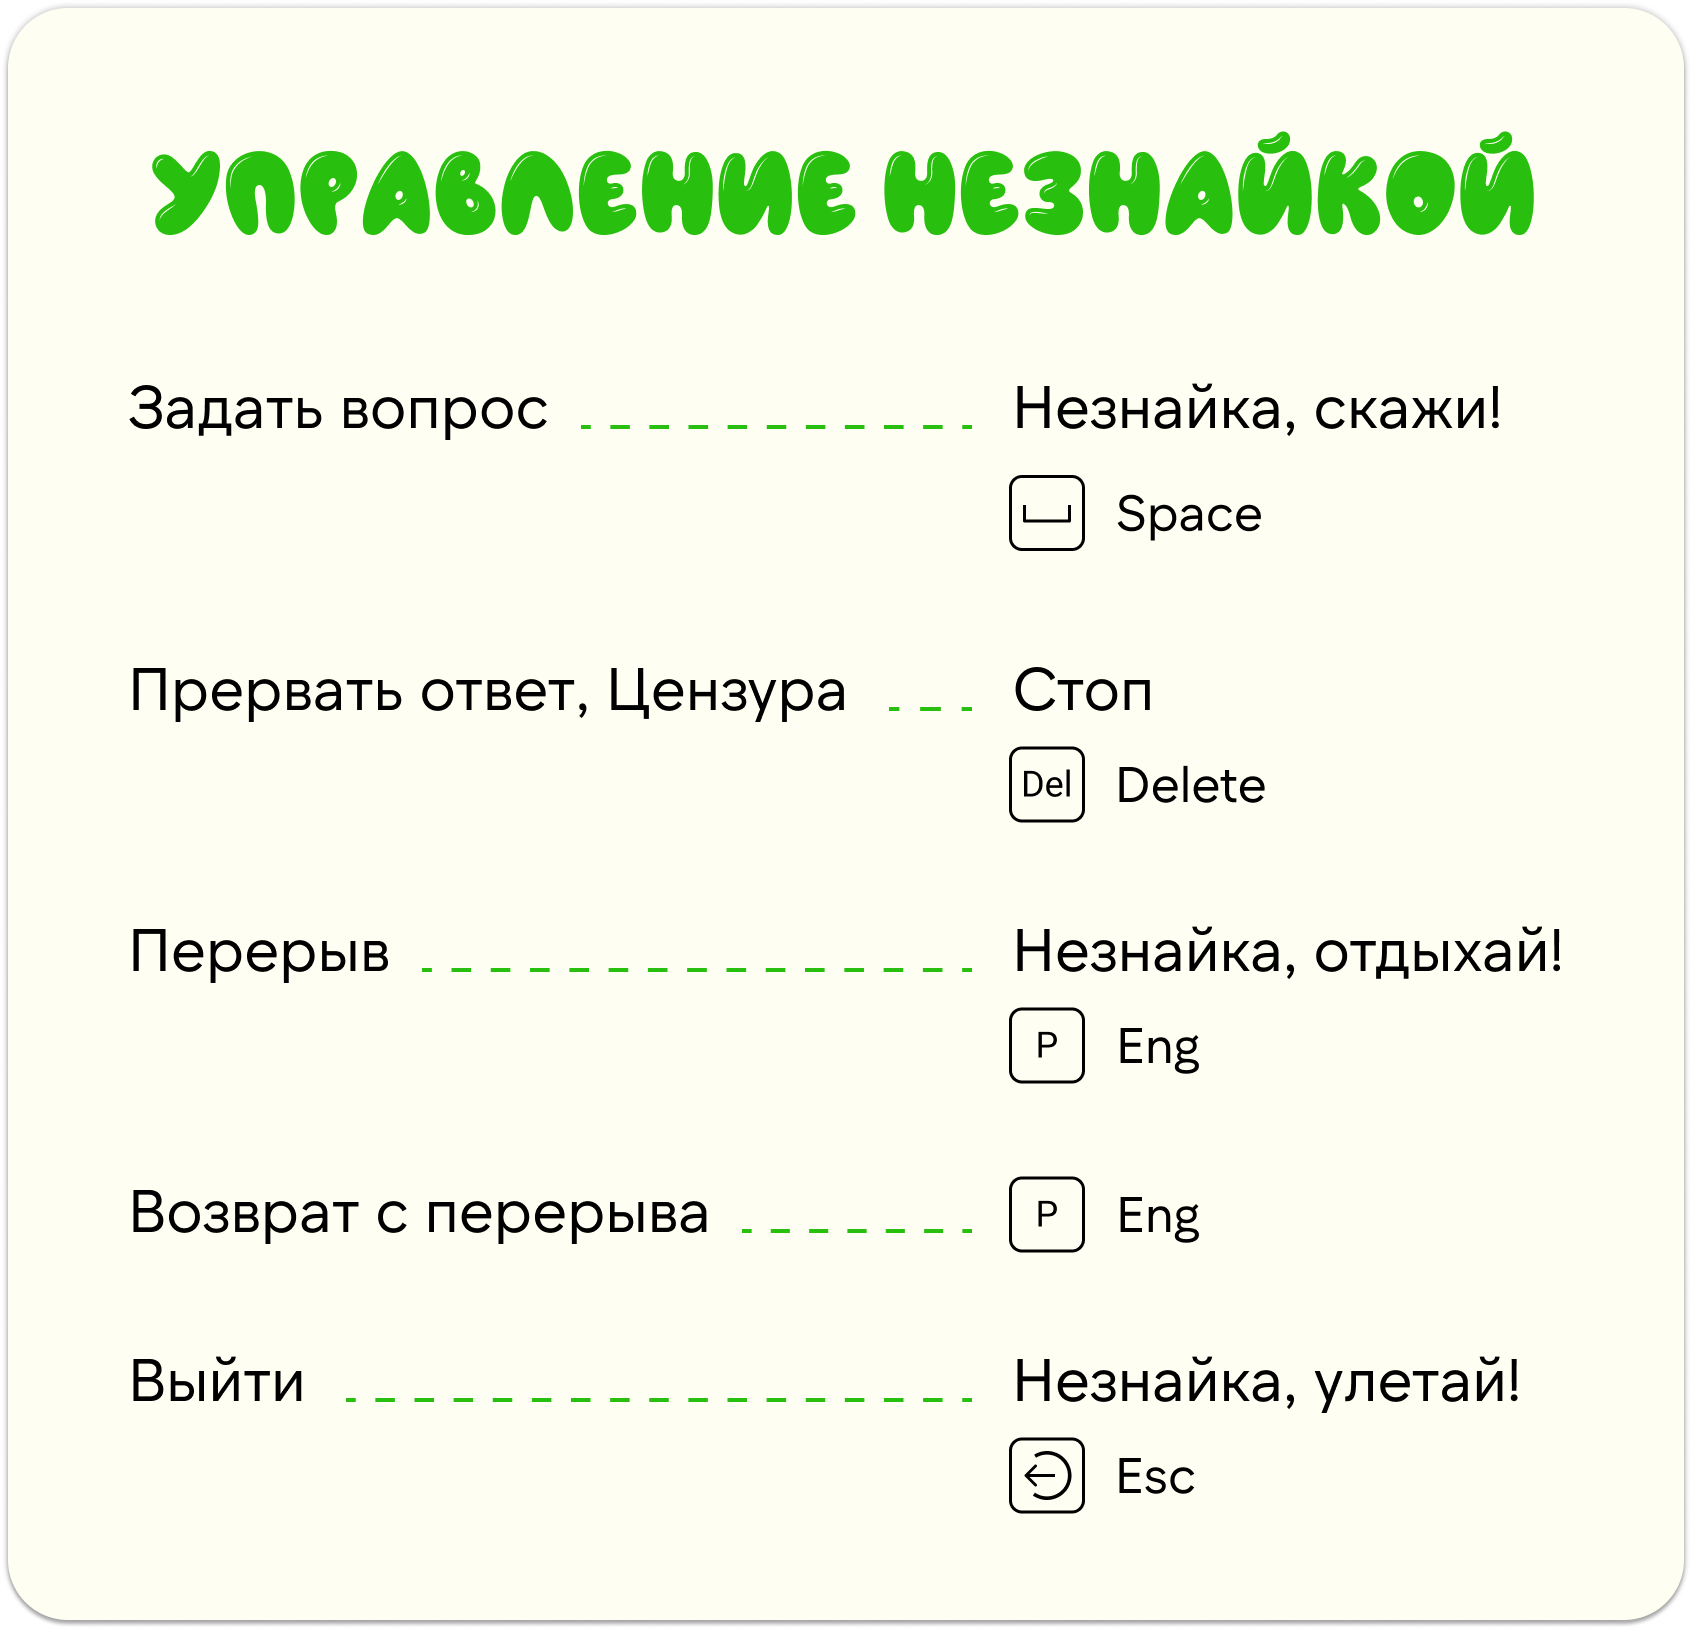 УПРАВЛЕНИЕ НЕЗНАЙКОЙ
Задать вопрос Незнайка, скажи!
Space
Прервать ответ, Цензура Стоп
Del Delete
Перерыв Незнайка, отдыхай!
P Eng
Возврат с перерыва P Eng
Выйти Незнайка, улетай!
Esc